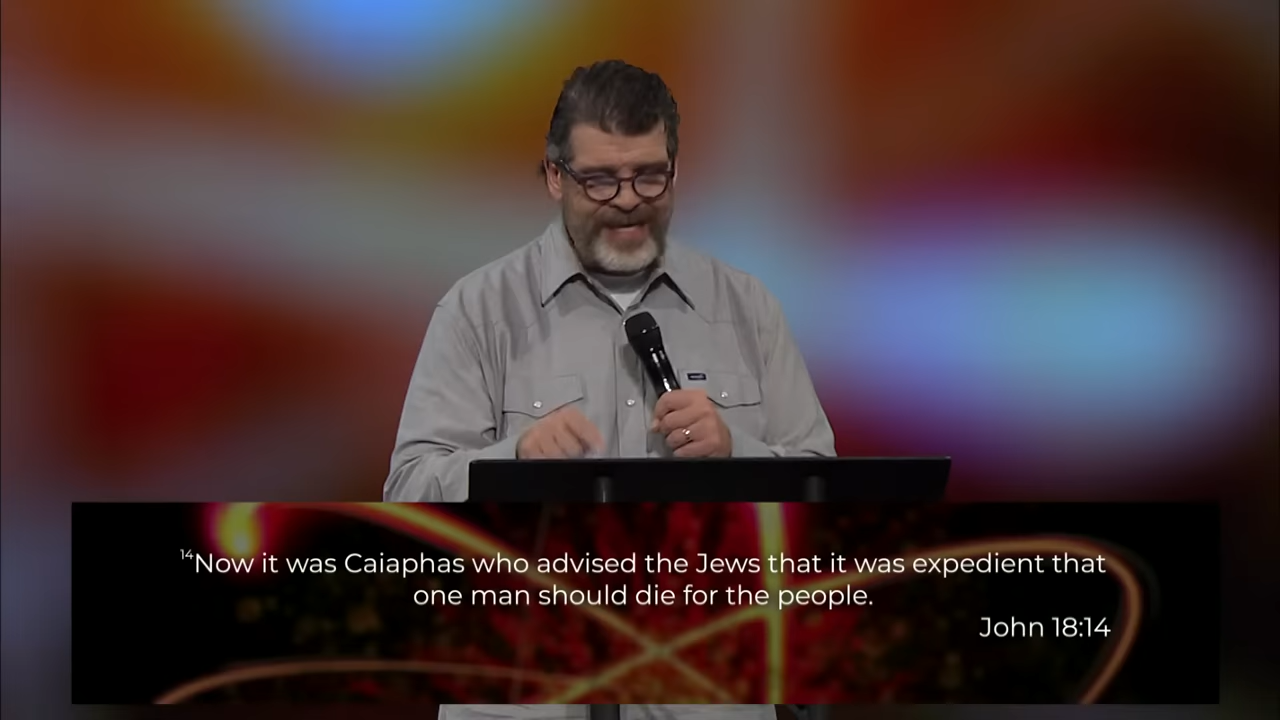 ¹⁴Now it was Caiaphas who advised the Jews that it was expedient that
one man should die for the people.
John 18:14